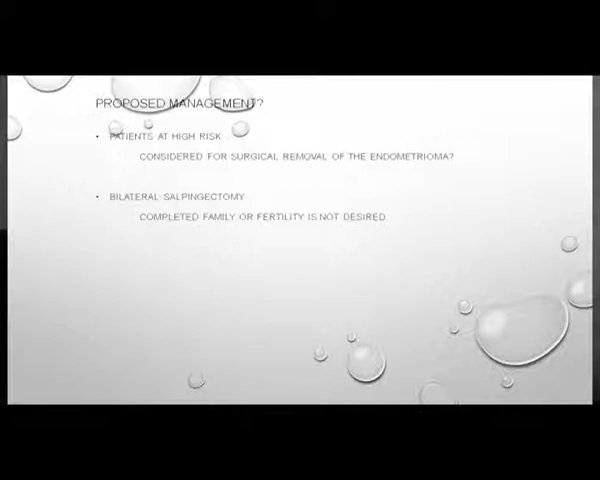 PROPOSED MANAGEMENT?
• PATIENTS AT HIGH RISK
CONSIDERED FOR SURGICAL REMOVAL OF THE ENDOMETRIOMA?
• BILATERAL SALPINGECTOMY
COMPLETED FAMILY OR FERTILITY IS NOT DESIRED